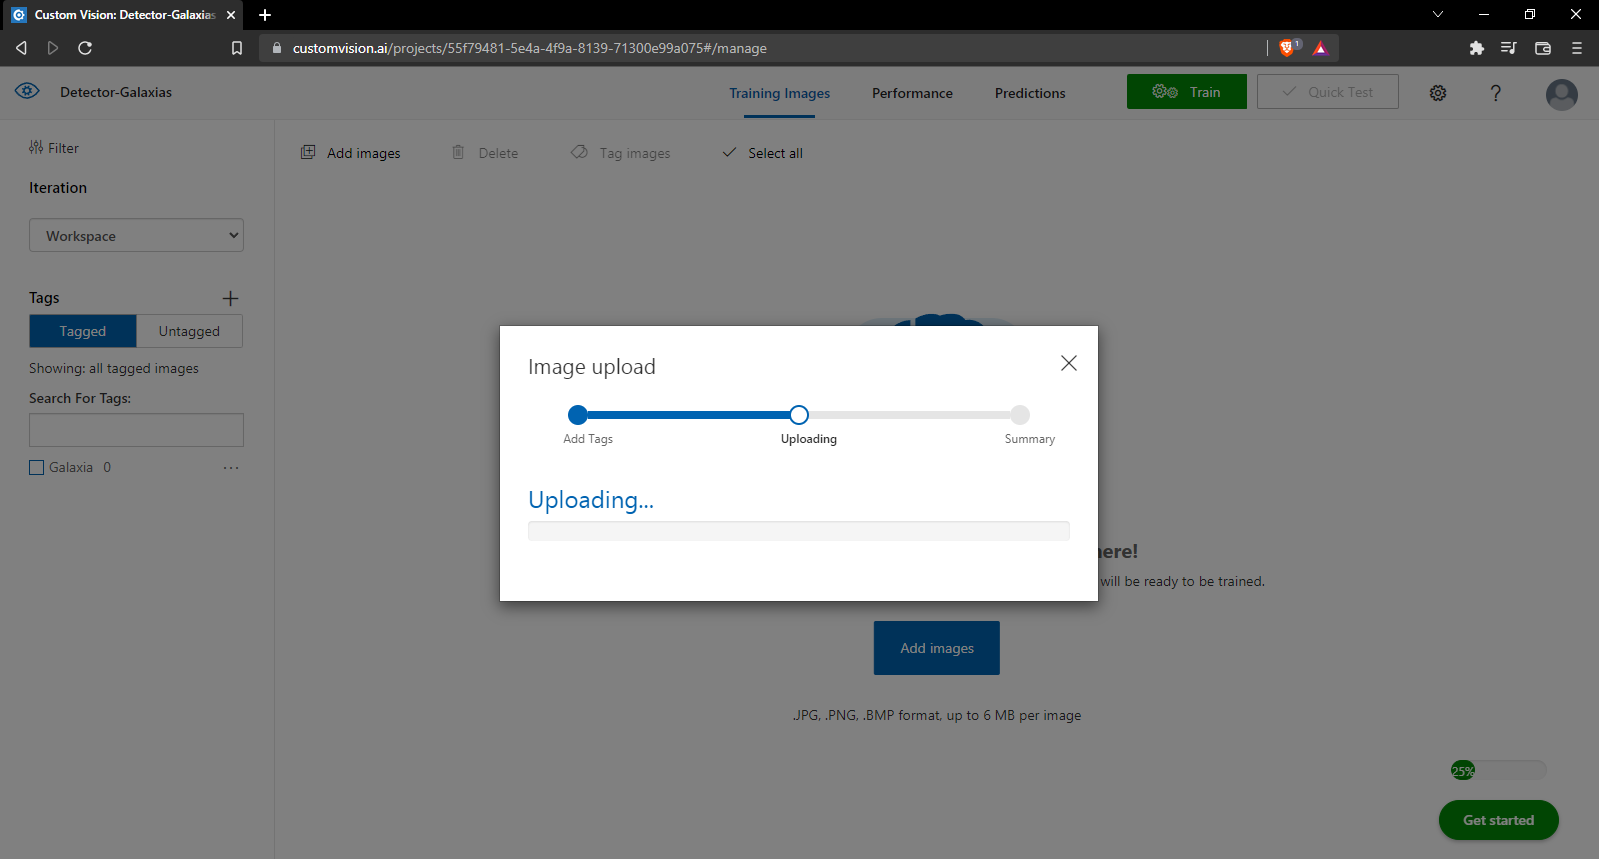 Custom Vision: Detector-Galaxias
customvision.ai/projects/55f79481-5e4a-4f9a-8139-71300e99a075#/manage
1
Detector-Galaxias
Training Images
Performance
Predictions
Train
Quick Test
?
Filter
Add images
Delete
Tag images
Select all
Iteration
Workspace
Tags
Tagged
Untagged
Showing: all tagged images
Search For Tags:
Galaxia 0
Image upload
Add Tags
Uploading
Summary
Uploading...
here!
will be ready to be trained.
Add images
.JPG, .PNG, .BMP format, up to 6 MB per image
25%
Get started